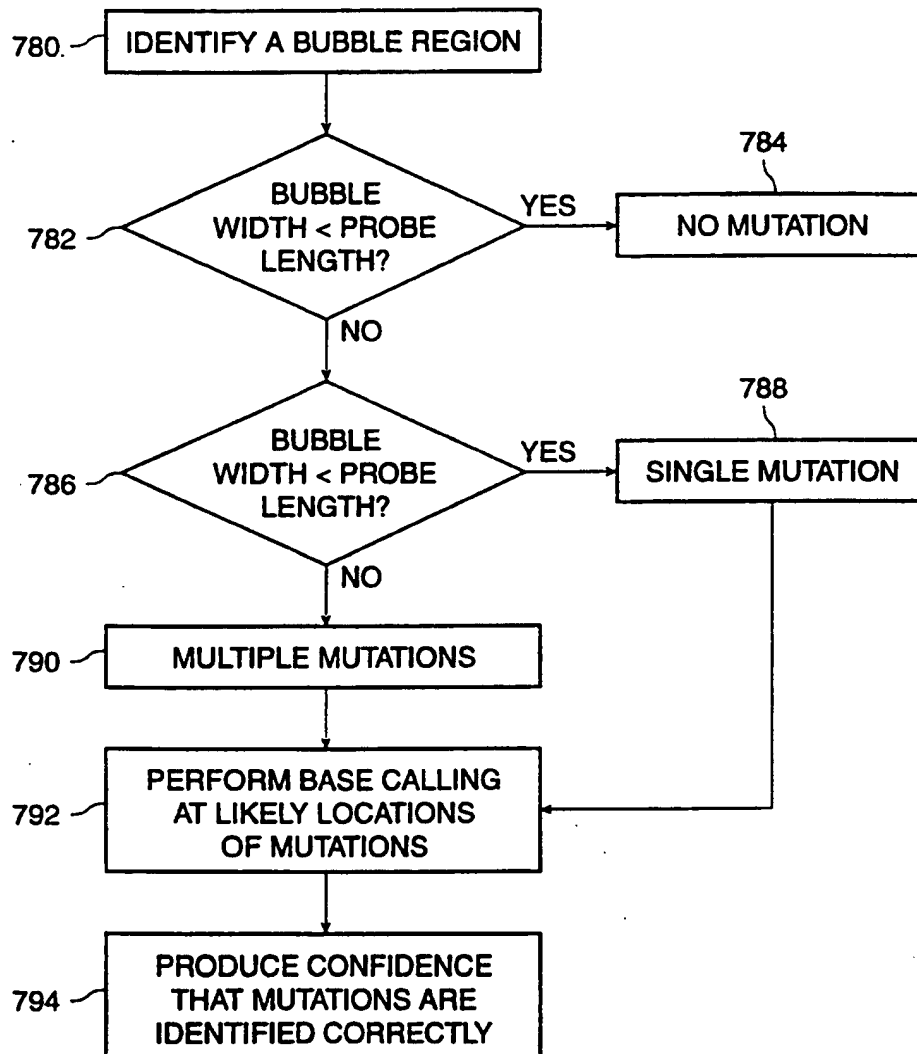 780.
IDENTIFY A BUBBLE REGION
782
BUBBLE
WIDTH < PROBE
LENGTH?
YES
784
NO MUTATION
NO
786
BUBBLE
WIDTH < PROBE
LENGTH?
YES
788
SINGLE MUTATION
NO
790
MULTIPLE MUTATIONS
792
PERFORM BASE CALLING
AT LIKELY LOCATIONS
OF MUTATIONS
794
PRODUCE CONFIDENCE
THAT MUTATIONS ARE
IDENTIFIED CORRECTLY